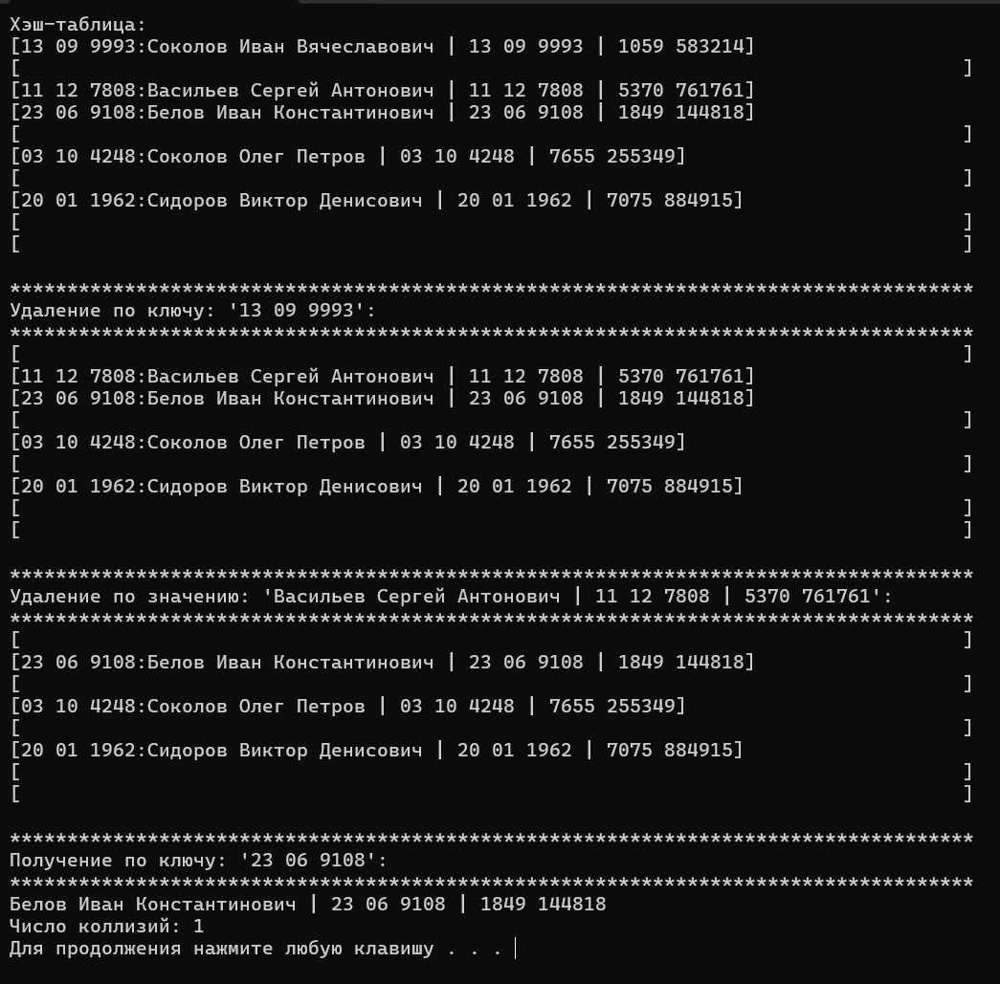 Хэш-таблица:
[13 09 9993:Соколов Иван Вячеславович | 13 09 9993 | 1059 583214]
[                                                                                  ]
[11 12 7808:Васильев Сергей Антонович | 11 12 7808 | 5370 761761]
[23 06 9108:Белов Иван Константинович | 23 06 9108 | 1849 144818]
[                                                                                  ]
[03 10 4248:Соколов Олег Петров | 03 10 4248 | 7655 255349]
[                                                                                  ]
[20 01 1962:Сидоров Виктор Денисович | 20 01 1962 | 7075 884915]
[                                                                                  ]
[                                                                                  ]
************************************************************************************
Удаление по ключу: '13 09 9993':
************************************************************************************
[                                                                                  ]
[11 12 7808:Васильев Сергей Антонович | 11 12 7808 | 5370 761761]
[23 06 9108:Белов Иван Константинович | 23 06 9108 | 1849 144818]
[                                                                                  ]
[03 10 4248:Соколов Олег Петров | 03 10 4248 | 7655 255349]
[                                                                                  ]
[20 01 1962:Сидоров Виктор Денисович | 20 01 1962 | 7075 884915]
[                                                                                  ]
[                                                                                  ]
************************************************************************************
Удаление по значению: 'Васильев Сергей Антонович | 11 12 7808 | 5370 761761':
************************************************************************************
[                                                                                  ]
[23 06 9108:Белов Иван Константинович | 23 06 9108 | 1849 144818]
[                                                                                  ]
[03 10 4248:Соколов Олег Петров | 03 10 4248 | 7655 255349]
[                                                                                  ]
[20 01 1962:Сидоров Виктор Денисович | 20 01 1962 | 7075 884915]
[                                                                                  ]
[                                                                                  ]
************************************************************************************
Получение по ключу: '23 06 9108':
************************************************************************************
Белов Иван Константинович | 23 06 9108 | 1849 144818
Число коллизий: 1
Для продолжения нажмите любую клавишу . . .